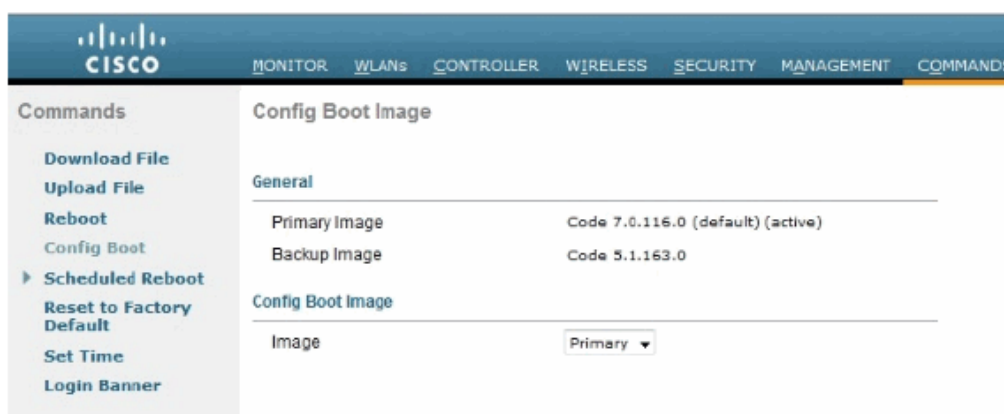 CISCO
MONITOR WLANs CONTROLLER WIRELESS SECURITY MANAGEMENT COMMANDS
Commands
Download File
Upload File
Reboot
Config Boot
Scheduled Reboot
Reset to Factory
Default
Set Time
Login Banner
Config Boot Image
General
Primary Image Code 7.0.116.0 (default) (active)
Backup Image Code 5.1.163.0
Config Boot Image
Image Primary